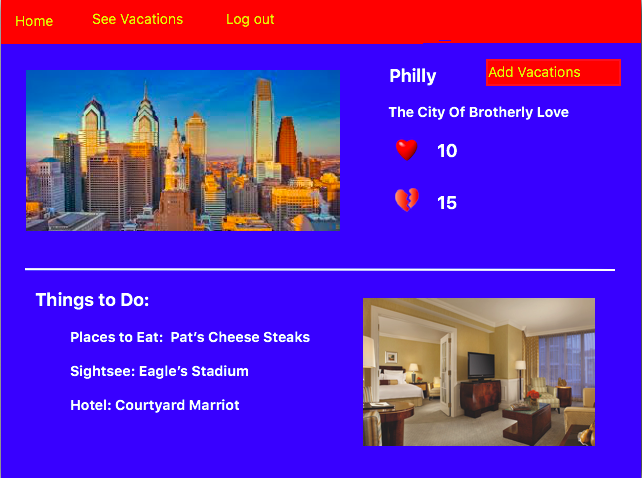 Home See Vacations Log out
Philly Add Vacations
The City Of Brotherly Love
10
15
Things to Do:
Places to Eat: Pat's Cheese Steaks
Sightsee: Eagle's Stadium
Hotel: Courtyard Marriot